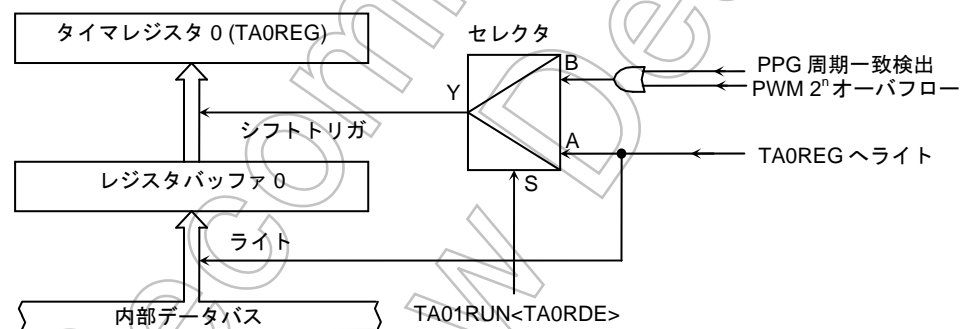 タイマレジスタ 0 (TA0REG)
セレクタ
B
PPG 周期一致検出
Y
PWM 2ⁿ オーバフロー
シフトトリガ
A
TA0REG へライト
レジスタバッファ 0
S
ライト
内部データバス
TA01RUN<TA0RDE>